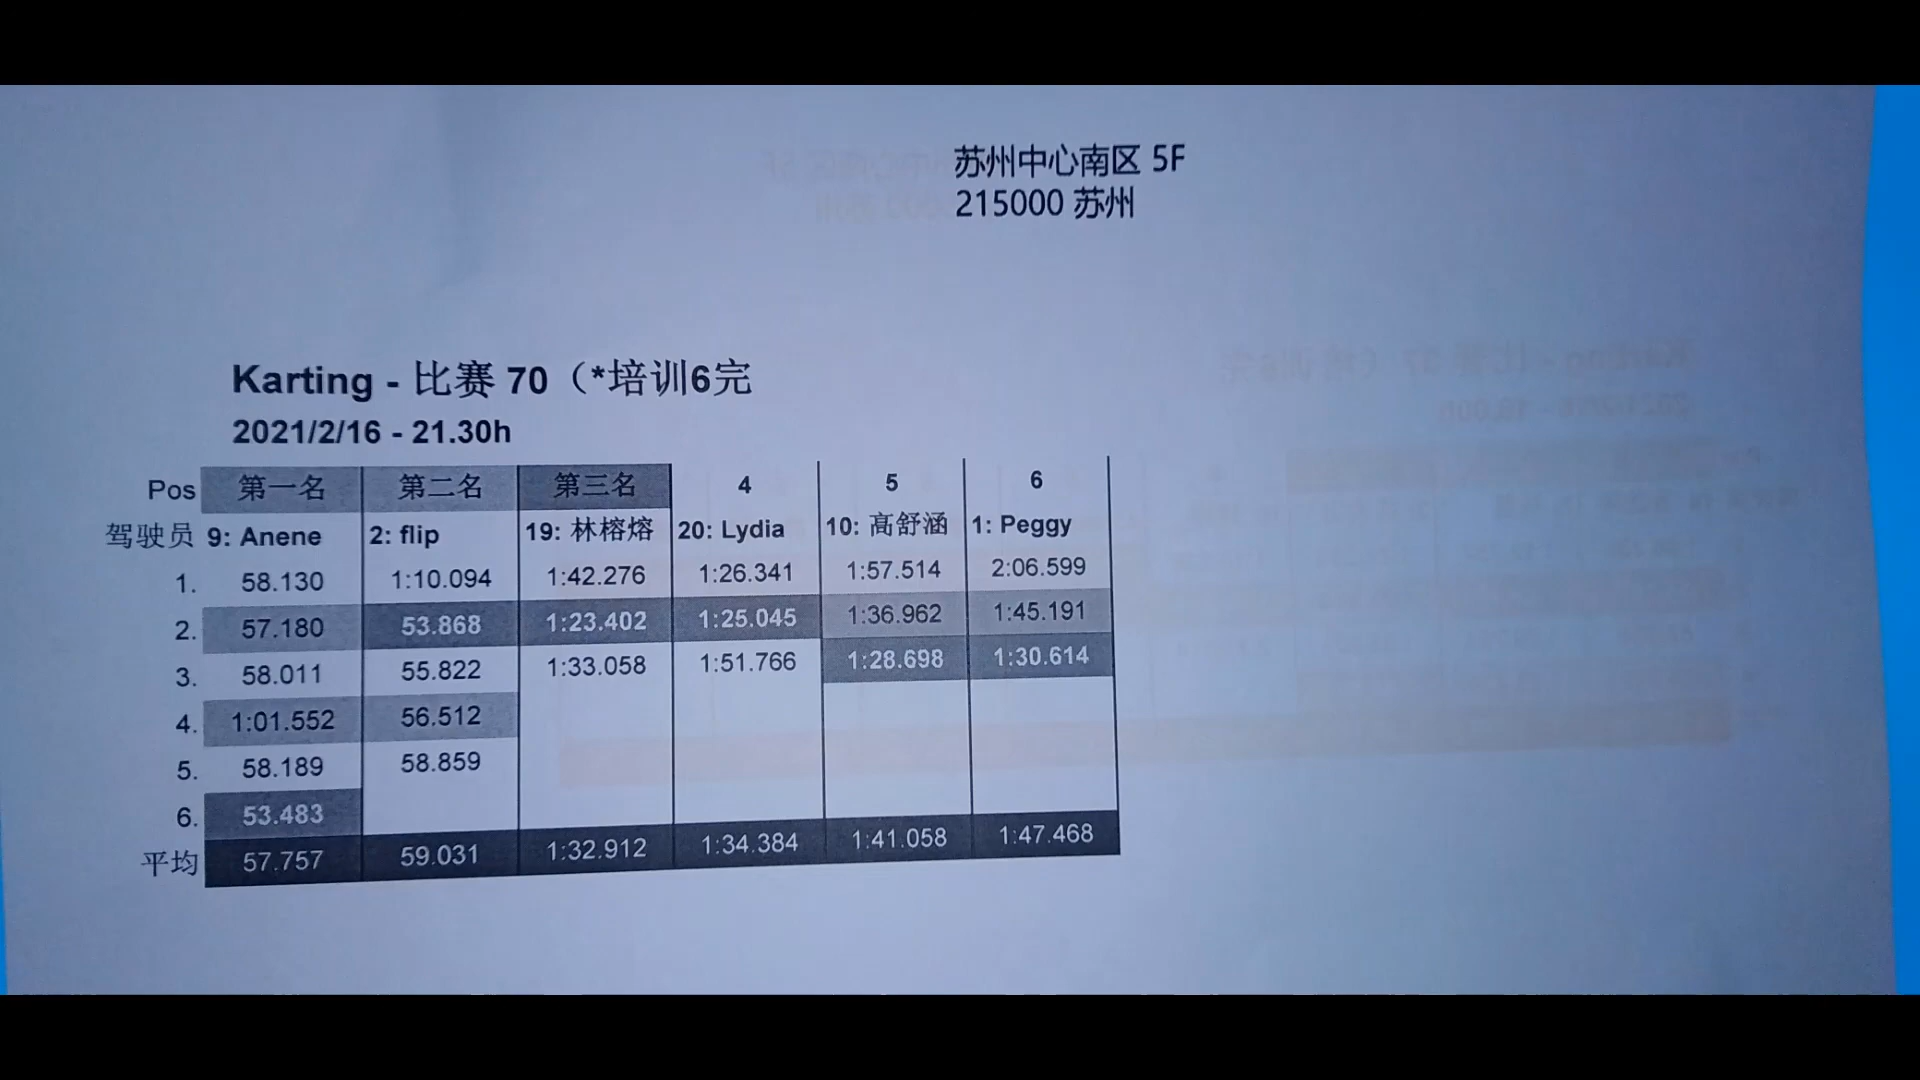 苏州中心南区 5F
215000 苏州
Karting - 比赛 70（*培训6完
2021/2/16 - 21.30h
Pos 第一名 第二名 第三名 4 5 6
驾驶员 9: Anene 2: flip 19: 林榕熔 20: Lydia 10: 高舒涵 1: Peggy
1. 58.130 1:10.094 1:42.276 1:26.341 1:57.514 2:06.599
2. 57.180 53.868 1:23.402 1:25.045 1:36.962 1:45.191
3. 58.011 55.822 1:33.058 1:51.766 1:28.698 1:30.614
4. 1:01.552 56.512
5. 58.189 58.859
6. 53.483
平均 57.757 59.031 1:32.912 1:34.384 1:41.058 1:47.468